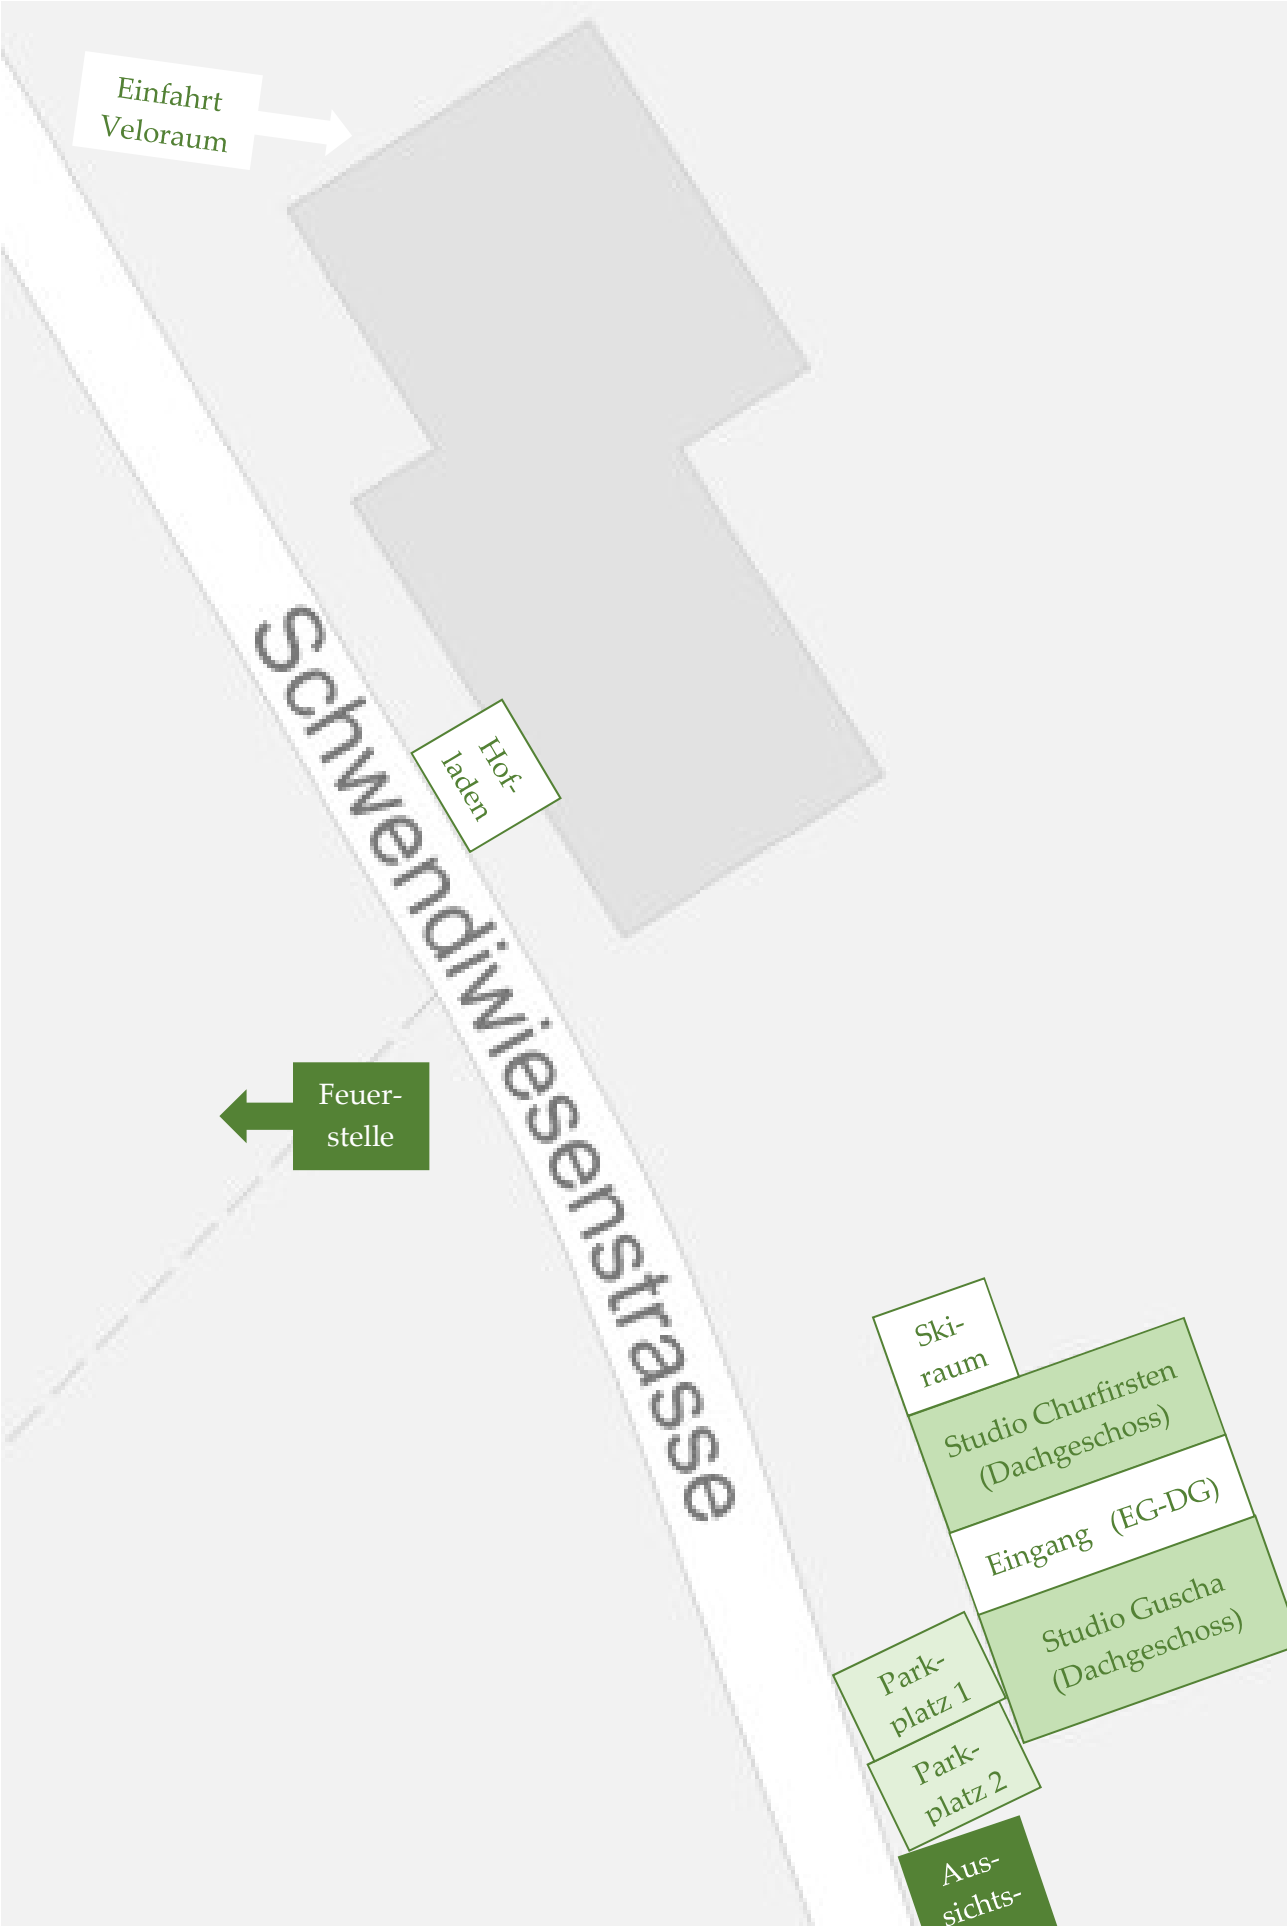 Einfahrt
Veloraum
Schwendiwiesenstrasse
Hof-
laden
Feuer-
stelle
Ski-
raum
Studio Churfirsten
(Dachgeschoss)
Eingang (EG-DG)
Studio Guscha
(Dachgeschoss)
Park-
platz 1
Park-
platz 2
Aus-
sichts-